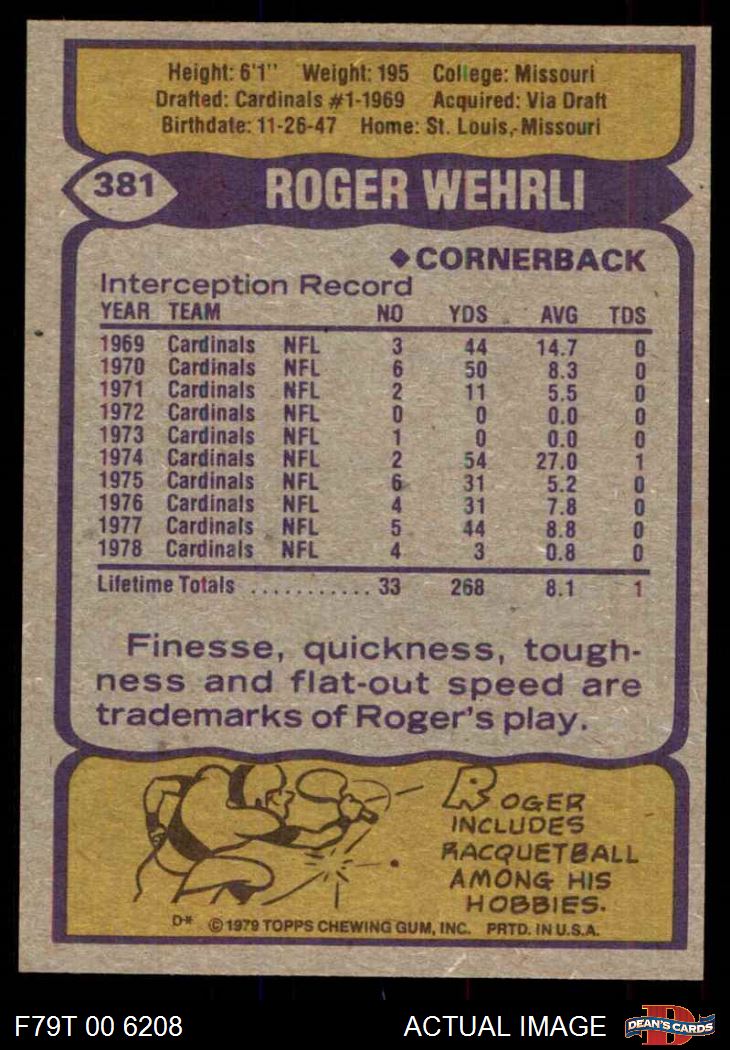 Height: 6'1" Weight: 195 College: Missouri
Drafted: Cardinals #1-1969 Acquired: Via Draft
Birthdate: 11-26-47 Home: St. Louis, Missouri
381 ROGER WEHRLI
◆CORNERBACK
Interception Record
YEAR TEAM NO YDS AVG TDS
1969 Cardinals NFL 3 44 14.7 0
1970 Cardinals NFL 6 50 8.3 0
1971 Cardinals NFL 2 11 5.5 0
1972 Cardinals NFL 0 0 0.0 0
1973 Cardinals NFL 1 0 0.0 0
1974 Cardinals NFL 2 54 27.0 1
1975 Cardinals NFL 6 31 5.2 0
1976 Cardinals NFL 4 31 7.8 0
1977 Cardinals NFL 5 44 8.8 0
1978 Cardinals NFL 4 3 0.8 0
Lifetime Totals ........... 33 268 8.1 1
Finesse, quickness, tough-
ness and flat-out speed are
trademarks of Roger's play.
ROGER
INCLUDES
RACQUETBALL
AMONG HIS
HOBBIES.
D* ©1979 TOPPS CHEWING GUM, INC. PRTD. IN U.S.A.
F79T 00 6208 ACTUAL IMAGE D DEAN'S CARDS